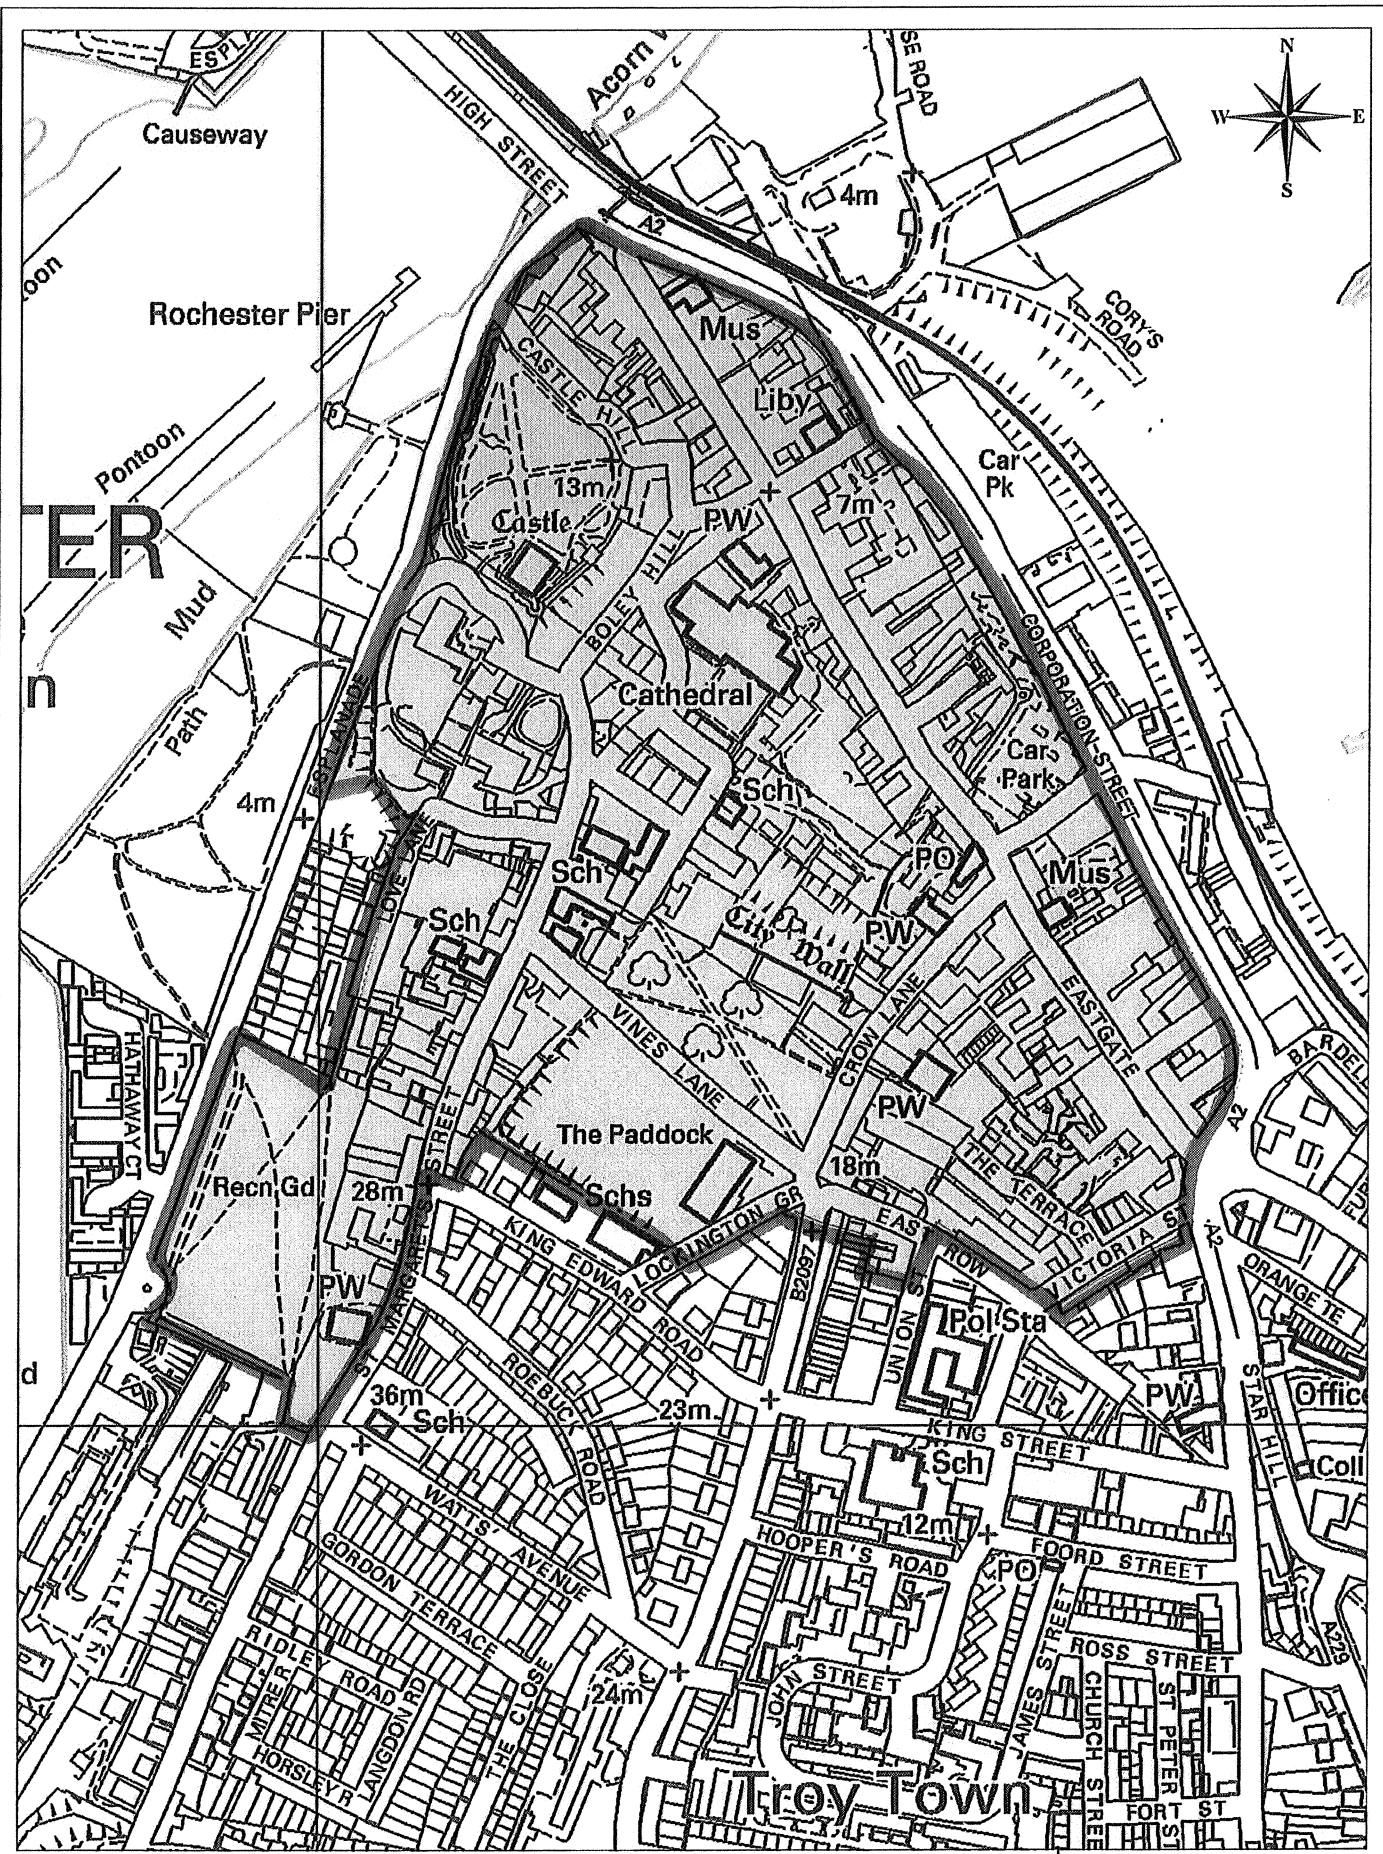 ESPLA
Causeway
HIGH STREET
Acorn
SE ROAD
N
W
E
S
A2
4m
CORY'S
ROAD
Rochester Pier
Mus
CASTLE HILL
Liby
Pontoon
Car
Pk
13m
7m
Castle
PW
TER
Mud
BOLEY HILL
CORPORATION STREET
Cathedral
n
Path
ESPLANADE
Car
Park
Sch
4m
LOVE LANE
PO
Mus
Sch
Sch
City Wall
PW
CROW LANE
EASTGATE
VINES LANE
HATHAWAY CT
BARDELL
A2
PW
The Paddock
18m
THE TERRACE
Recn Gd
28m
Schs
LOCKINGTON GR
EAS
ROW
VICTORIA ST
A2
KING EDWARD ROAD
B2097
UNION S
ORANGE TE
PW
ST MARGARETS STREET
Pol Sta
d
ROEBUCK ROAD
36m
Sch
23m
PW
STAR HILL
Office
KING STREET
Sch
Coll
WATTS' AVENUE
12m
HOOPER'S ROAD
FOORD STREET
PO
GORDON TERRACE
RIDLEY ROAD
MITRE R
LANGDON RD
HORSLEY R
THE CLOSE
24m
JOHN STREET
JAMES STREET
ROSS STREET
A229
CHURCH STREE
ST PETER ST
Troy Town
FORT ST